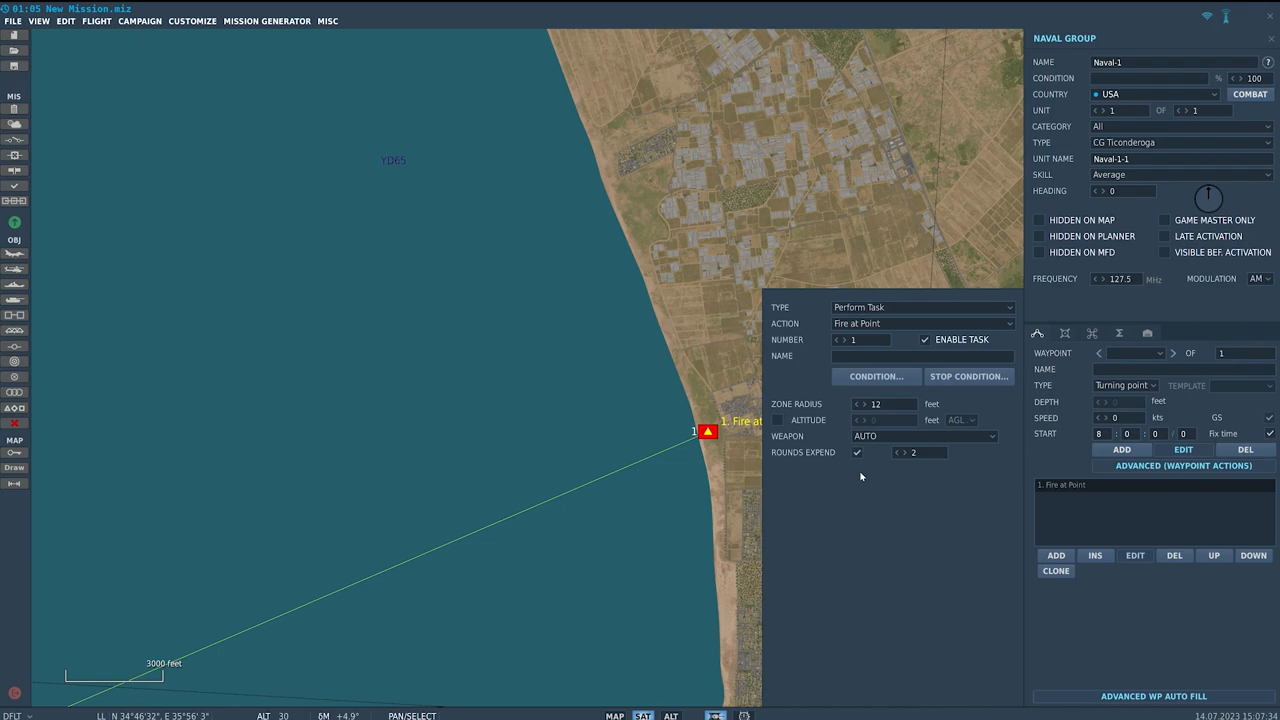 01:05 New Mission.miz
FILE VIEW EDIT FLIGHT CAMPAIGN CUSTOMIZE MISSION GENERATOR MISC
MIS
OBJ
MAP
Draw
YD65
1
1. Fire at
3000 feet
TYPE Perform Task
ACTION Fire at Point
NUMBER 1 ENABLE TASK
NAME
CONDITION... STOP CONDITION...
ZONE RADIUS 12 feet
ALTITUDE 0 feet AGL
WEAPON AUTO
ROUNDS EXPEND 2
NAVAL GROUP
NAME Naval-1 ?
CONDITION % 100
COUNTRY USA COMBAT
UNIT 1 OF 1
CATEGORY All
TYPE CG Ticonderoga
UNIT NAME Naval-1-1
SKILL Average
HEADING 0
HIDDEN ON MAP GAME MASTER ONLY
HIDDEN ON PLANNER LATE ACTIVATION
HIDDEN ON MFD VISIBLE BEF. ACTIVATION
FREQUENCY 127.5 MHz MODULATION AM
WAYPOINT OF 1
NAME
TYPE Turning point TEMPLATE
DEPTH 0 feet
SPEED 0 kts GS
START 8 : 0 : 0 / 0 Fix time
ADD EDIT DEL
ADVANCED (WAYPOINT ACTIONS)
1. Fire at Point
ADD INS EDIT DEL UP DOWN
CLONE
ADVANCED WP AUTO FILL
DFLT LL N 34°46'32", E 35°56' 3" ALT 30 δM +4.9° PAN/SELECT MAP SAT ALT 14.07.2023 15:07:34